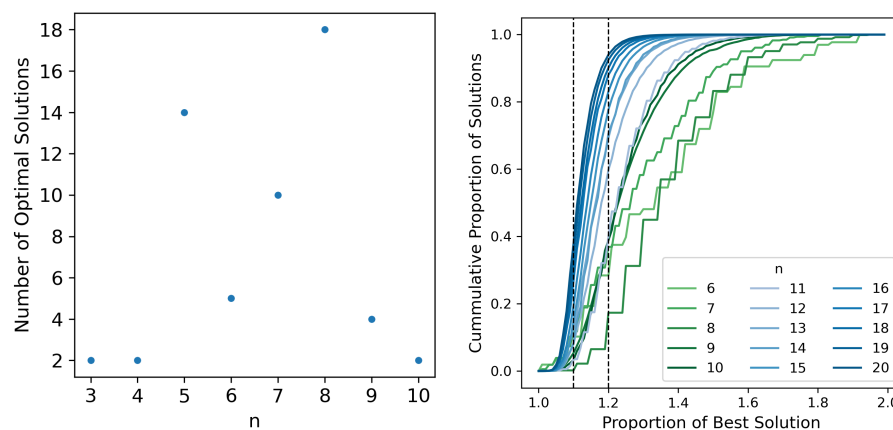 Number of Optimal Solutions
18
16
14
12
10
8
6
4
2
3 4 5 6 7 8 9 10
n
Cummulative Proportion of Solutions
1.0
0.8
0.6
0.4
0.2
0.0
1.0 1.2 1.4 1.6 1.8 2.0
Proportion of Best Solution
n
6 11 16
7 12 17
8 13 18
9 14 19
10 15 20